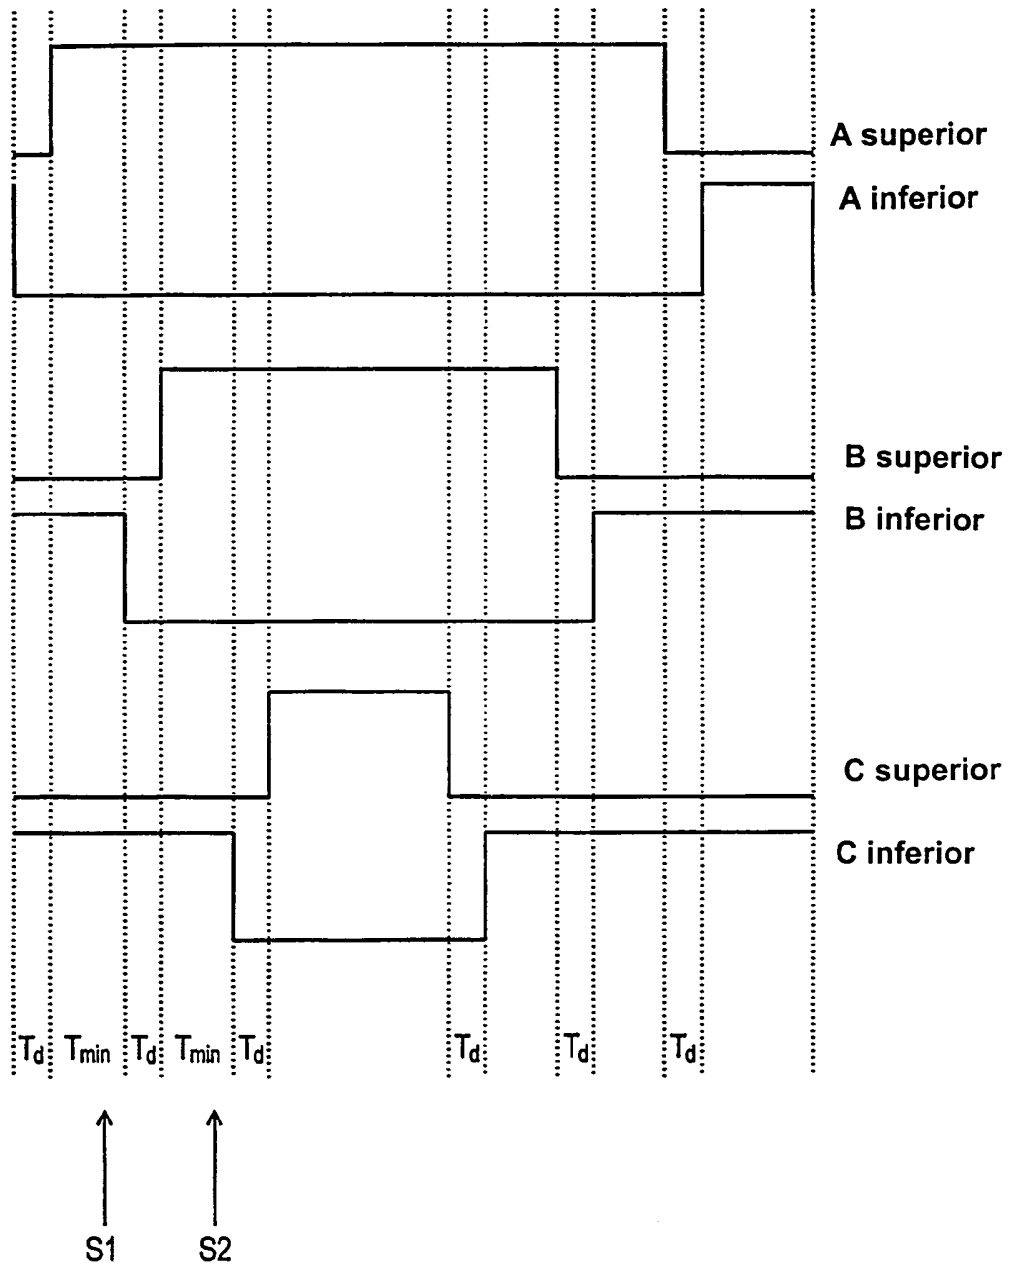 A superior
A inferior
B superior
B inferior
C superior
C inferior
Td Tmin Td Tmin Td Td Td Td
S1 S2